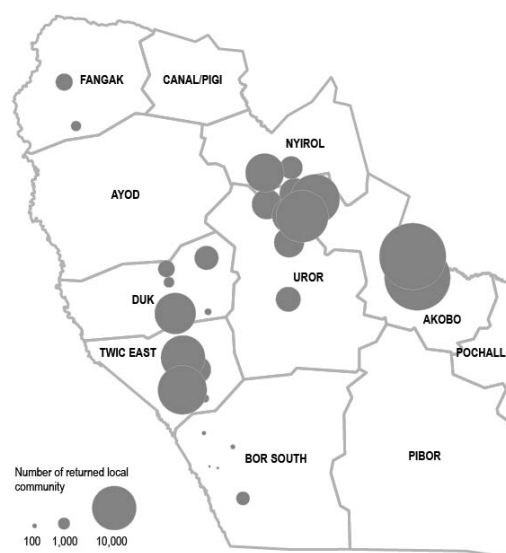 FANGAK
CANAL/PIGI
NYIROL
AYOD
UROR
DUK
AKOBO
TWIC EAST
POCHALL
BOR SOUTH
PIBOR
Number of returned local
community
100 1,000 10,000